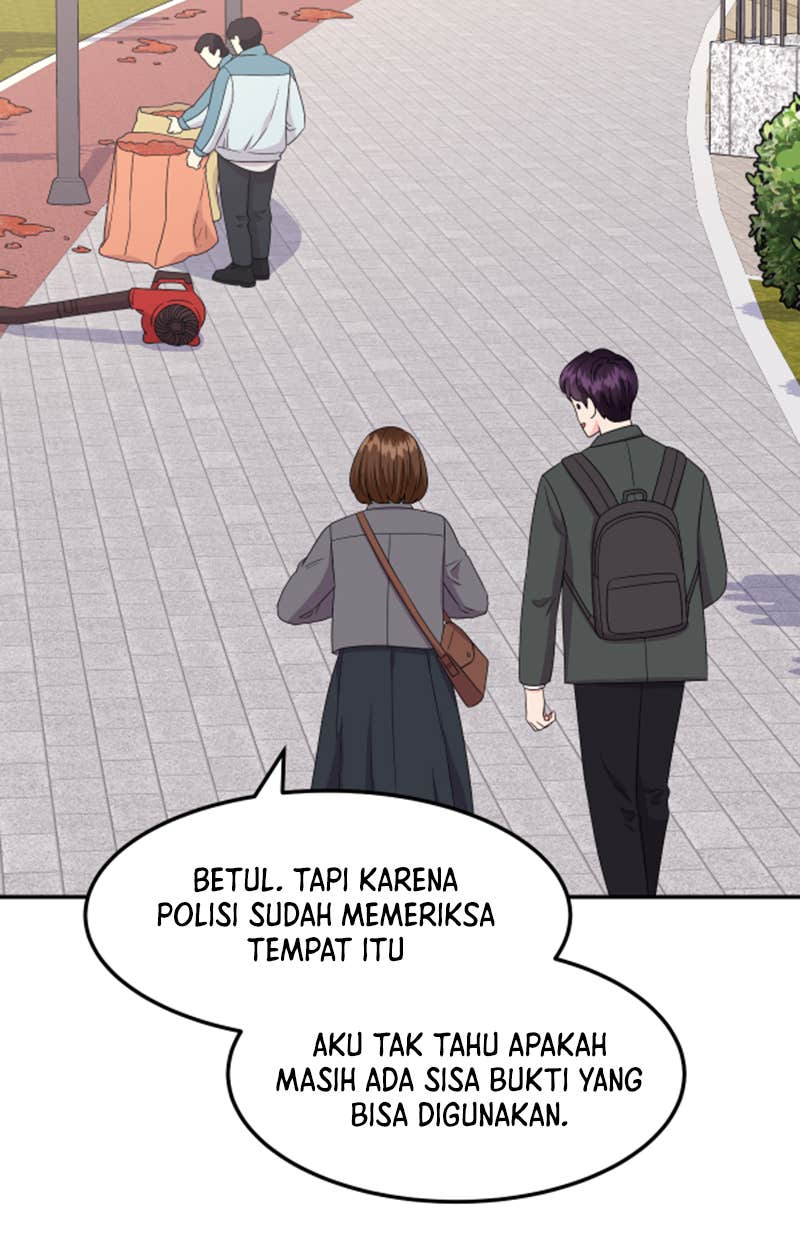 BETUL. TAPI KARENA
POLISI SUDAH MEMERIKSA
TEMPAT ITU
AKU TAK TAHU APAKAH
MASIH ADA SISA BUKTI YANG
BISA DIGUNAKAN.